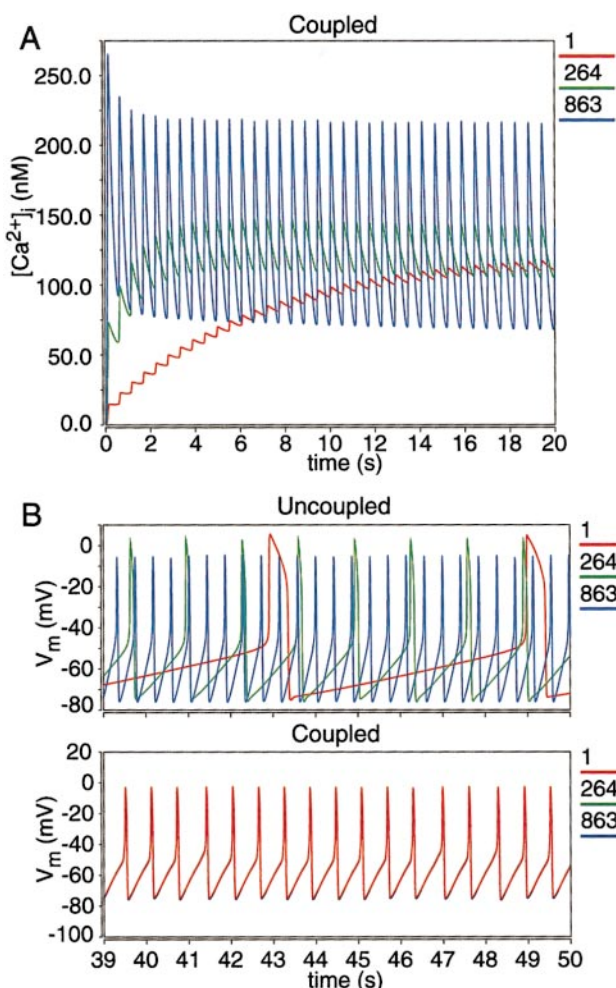 A
Coupled
1
264
863
250.0
200.0
150.0
100.0
50.0
0.0
[Ca2+]i (nM)
0 2 4 6 8 10 12 14 16 18 20
time (s)
B
Uncoupled
1
264
863
0
-20
-40
-60
-80
Vm (mV)
Coupled
1
264
863
20
0
-20
-40
-60
-80
-100
Vm (mV)
39 40 41 42 43 44 45 46 47 48 49 50
time (s)